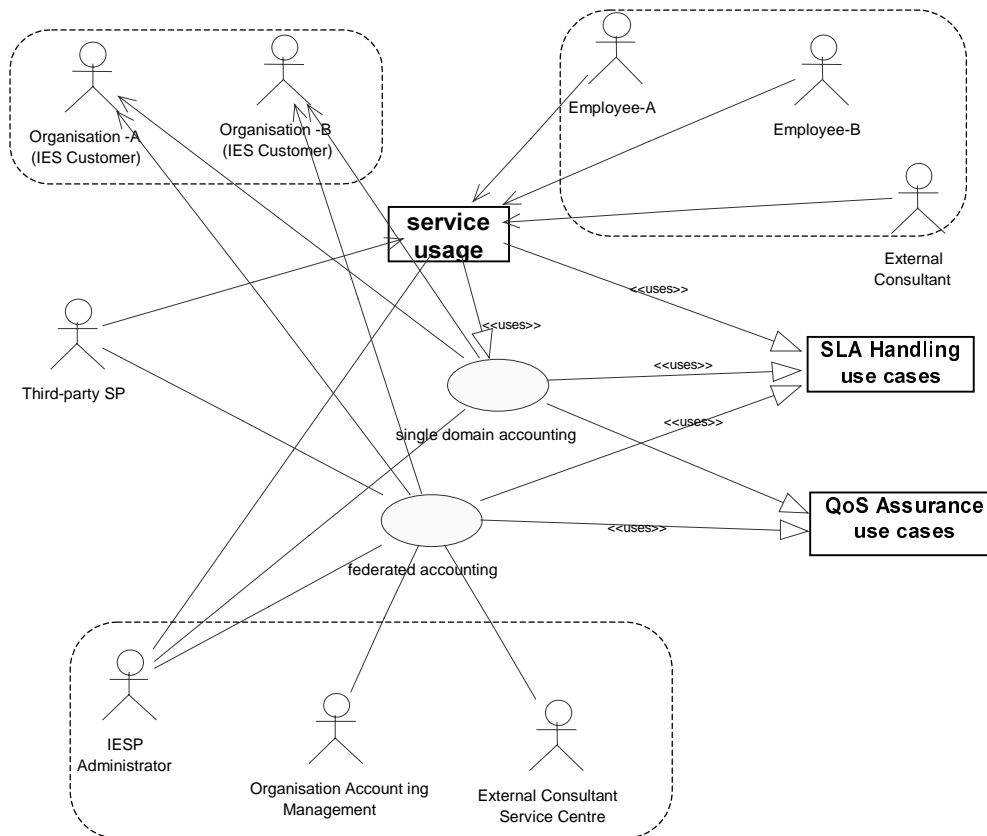 Employee-A
Employee-B
Organisation -A
(IES Customer)
Organisation -B
(IES Customer)
service
usage
External
Consultant
<<uses>>
<<uses>>
SLA Handling
use cases
<<uses>>
Third-party SP
single domain accounting
<<uses>>
QoS Assurance
use cases
<<uses>>
federated accounting
IESP
Administrator
Organisation Account ing
Management
External Consultant
Service Centre